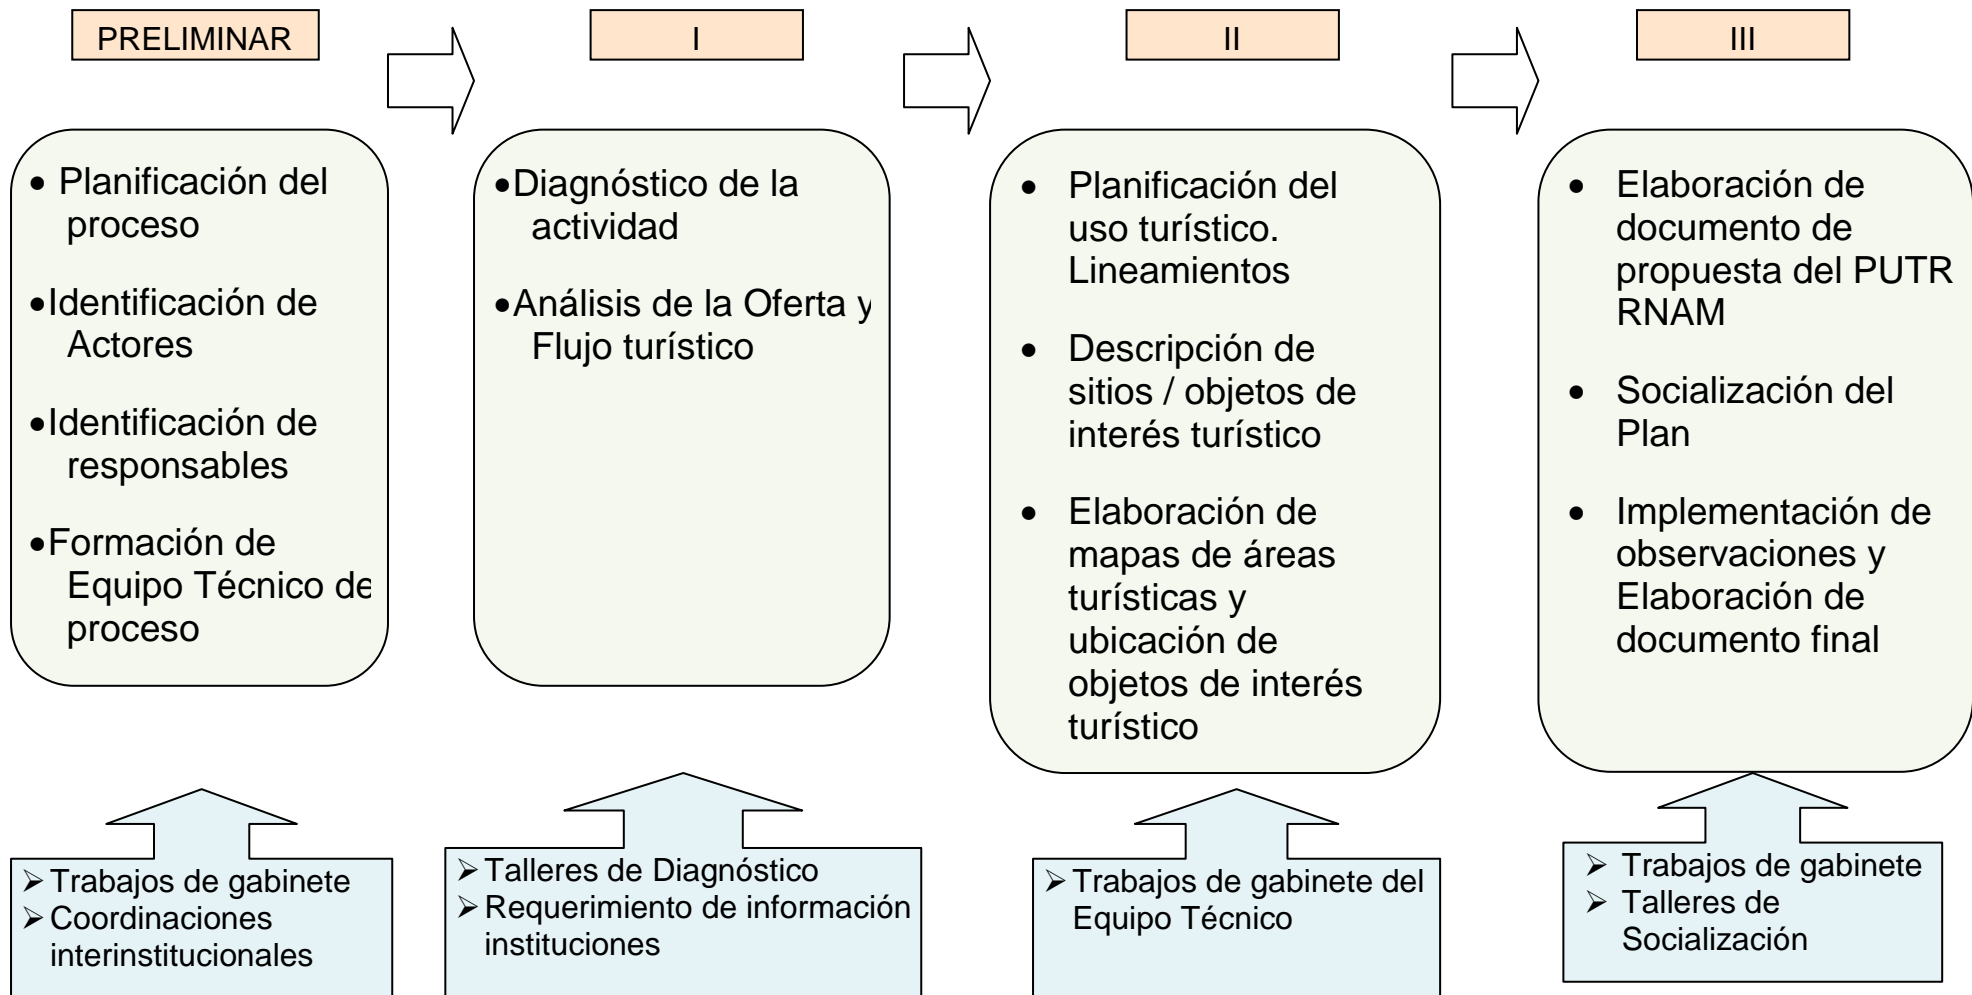 PRELIMINAR
I
II
III
• Planificación del
proceso
•Identificación de
Actores
•Identificación de
responsables
•Formación de
Equipo Técnico de
proceso
•Diagnóstico de la
actividad
•Análisis de la Oferta y
Flujo turístico
• Planificación del
uso turístico.
Lineamientos
• Descripción de
sitios / objetos de
interés turístico
• Elaboración de
mapas de áreas
turísticas y
ubicación de
objetos de interés
turístico
• Elaboración de
documento de
propuesta del PUTR
RNAM
• Socialización del
Plan
• Implementación de
observaciones y
Elaboración de
documento final
➢ Trabajos de gabinete
➢ Coordinaciones
interinstitucionales
➢ Talleres de Diagnóstico
➢ Requerimiento de información
instituciones
➢ Trabajos de gabinete del
Equipo Técnico
➢ Trabajos de gabinete
➢ Talleres de
Socialización